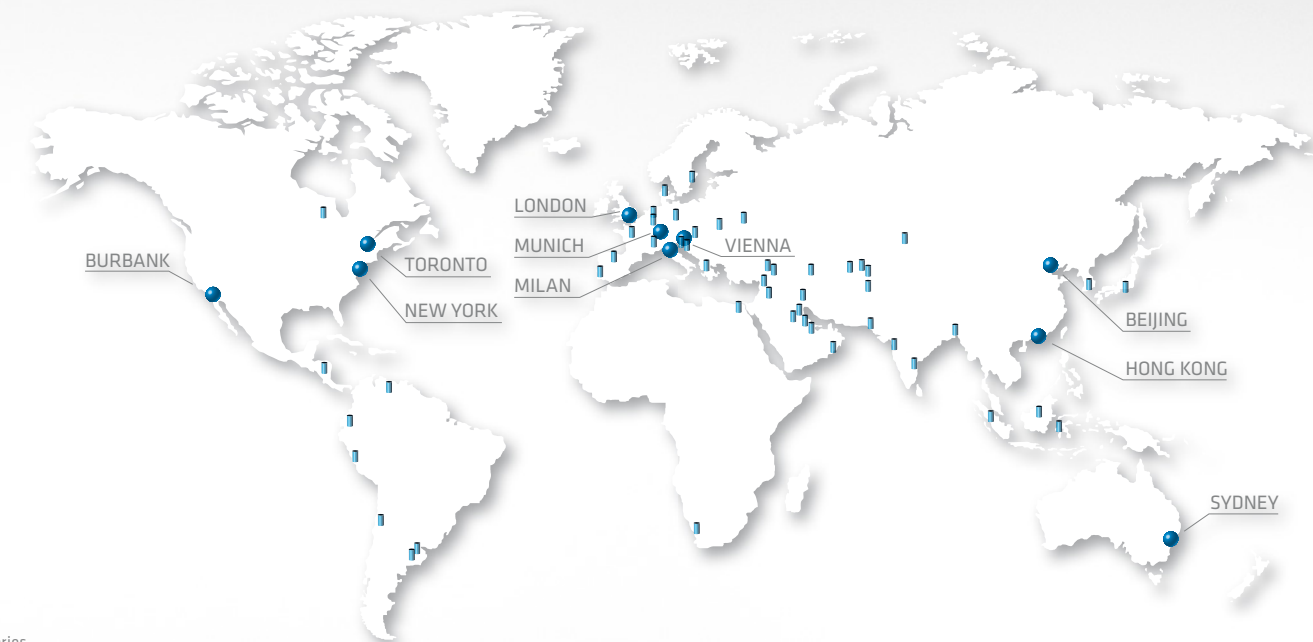 LONDON
MUNICH
VIENNA
BURBANK
TORONTO
MILAN
NEW YORK
BEIJING
HONG KONG
SYDNEY